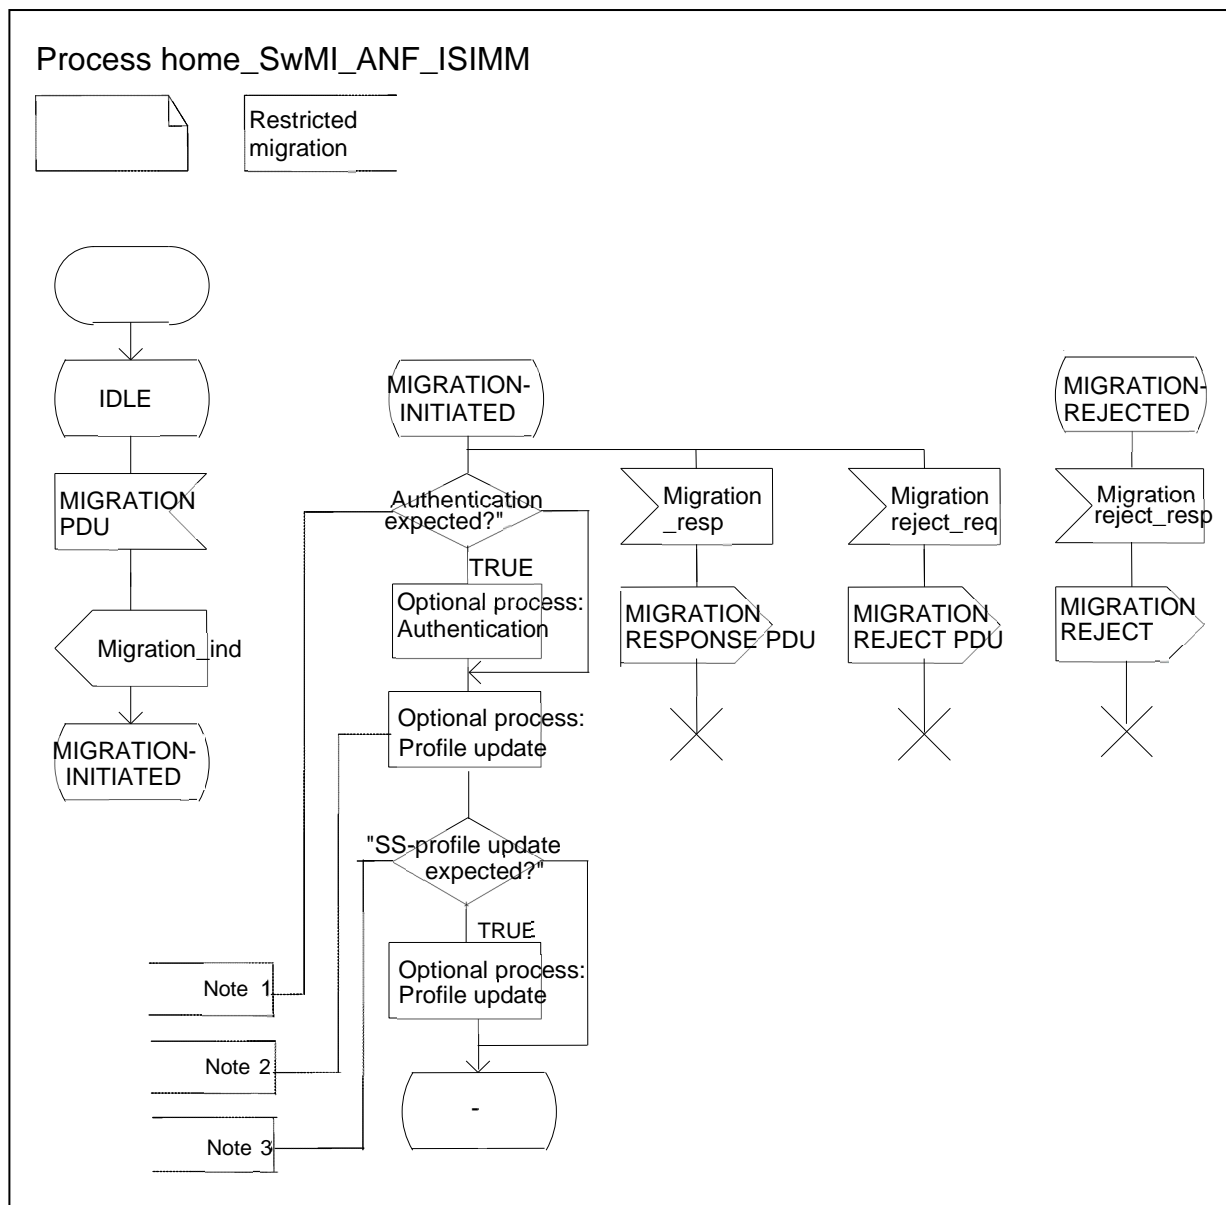 Process home_SwMI_ANF_ISIMM
Restricted
migration
IDLE
MIGRATION
PDU
Migration_ind
MIGRATION-
INITIATED
MIGRATION-
INITIATED
Authentication
expected?"
TRUE
Optional process:
Authentication
Optional process:
Profile update
"SS-profile update
expected?"
TRUE
Optional process:
Profile update
-
Migration
_resp
MIGRATION
RESPONSE PDU
Migration
reject_req
MIGRATION
REJECT PDU
MIGRATION-
REJECTED
Migration
reject_resp
MIGRATION
REJECT
Note 1
Note 2
Note 3